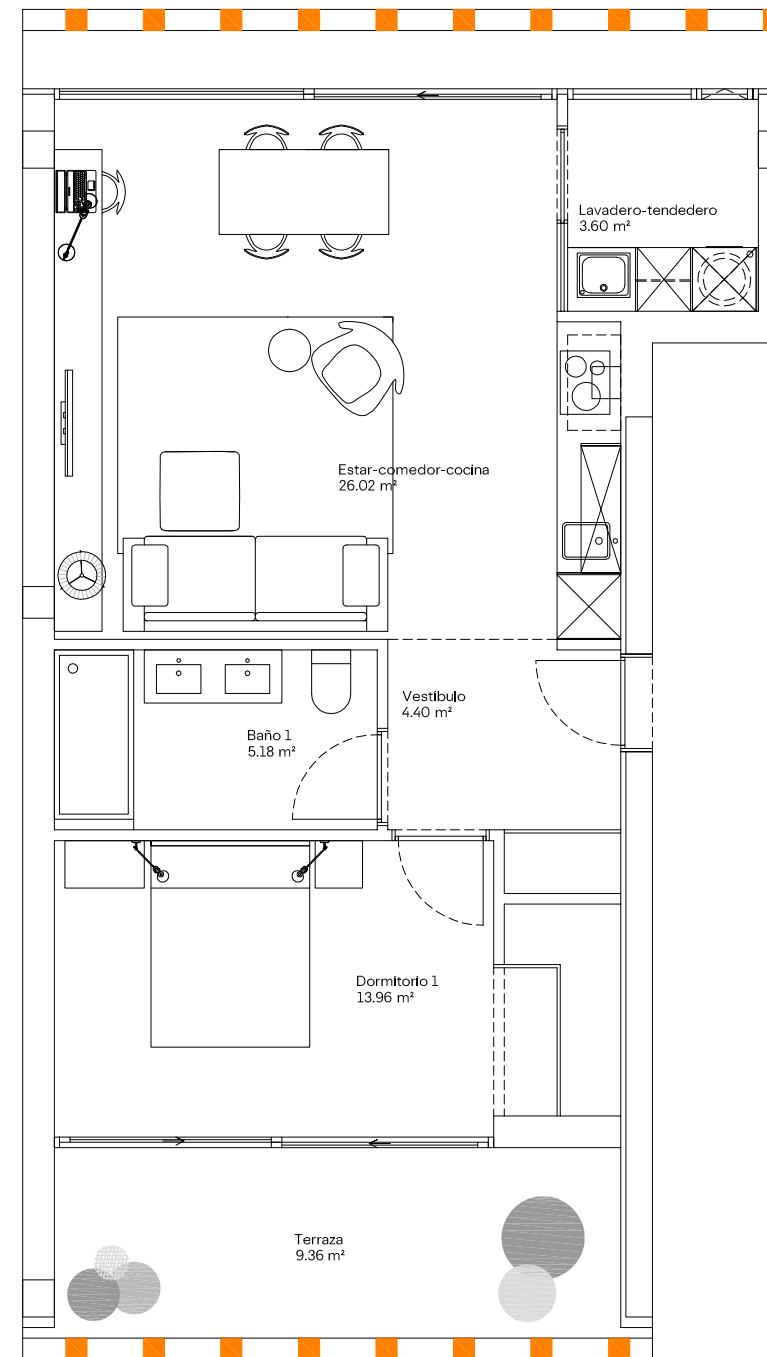 Lavadero-tendedero
3.60 m²
Estar-comedor-cocina
26.02 m²
Vestíbulo
4.40 m²
Baño 1
5.18 m²
Dormitorio 1
13.96 m²
Terraza
9.36 m²